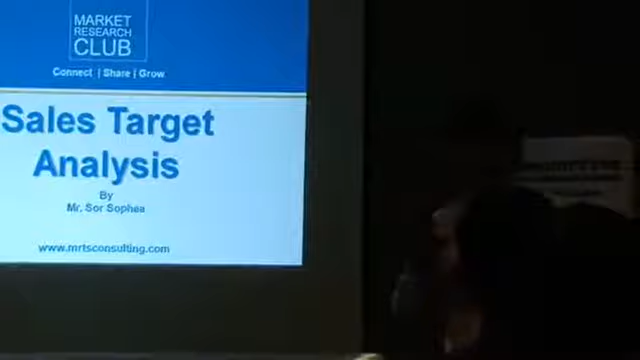 MARKET
RESEARCH
CLUB
Connect | Share | Grow
Sales Target
Analysis
By
Mr. Sor Sophea
www.mrtsconsulting.com